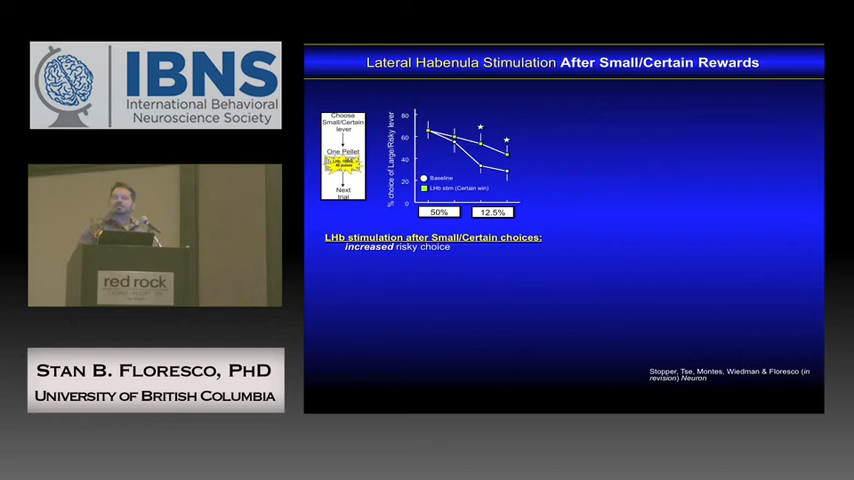 IBNS
International Behavioral
Neuroscience Society
red rock
STAN B. FLORESCO, PHD
UNIVERSITY OF BRITISH COLUMBIA
Lateral Habenula Stimulation After Small/Certain Rewards
Choose
Small/Certain
lever
One Pellet
Next
trial
% choice of Large/Risky lever
80
60
40
20
0
Baseline
LHb stim (Certain win)
50%
12.5%
LHb stimulation after Small/Certain choices:
increased risky choice
Stopper, Tse, Montes, Wiedman & Floresco (in
revision) Neuron